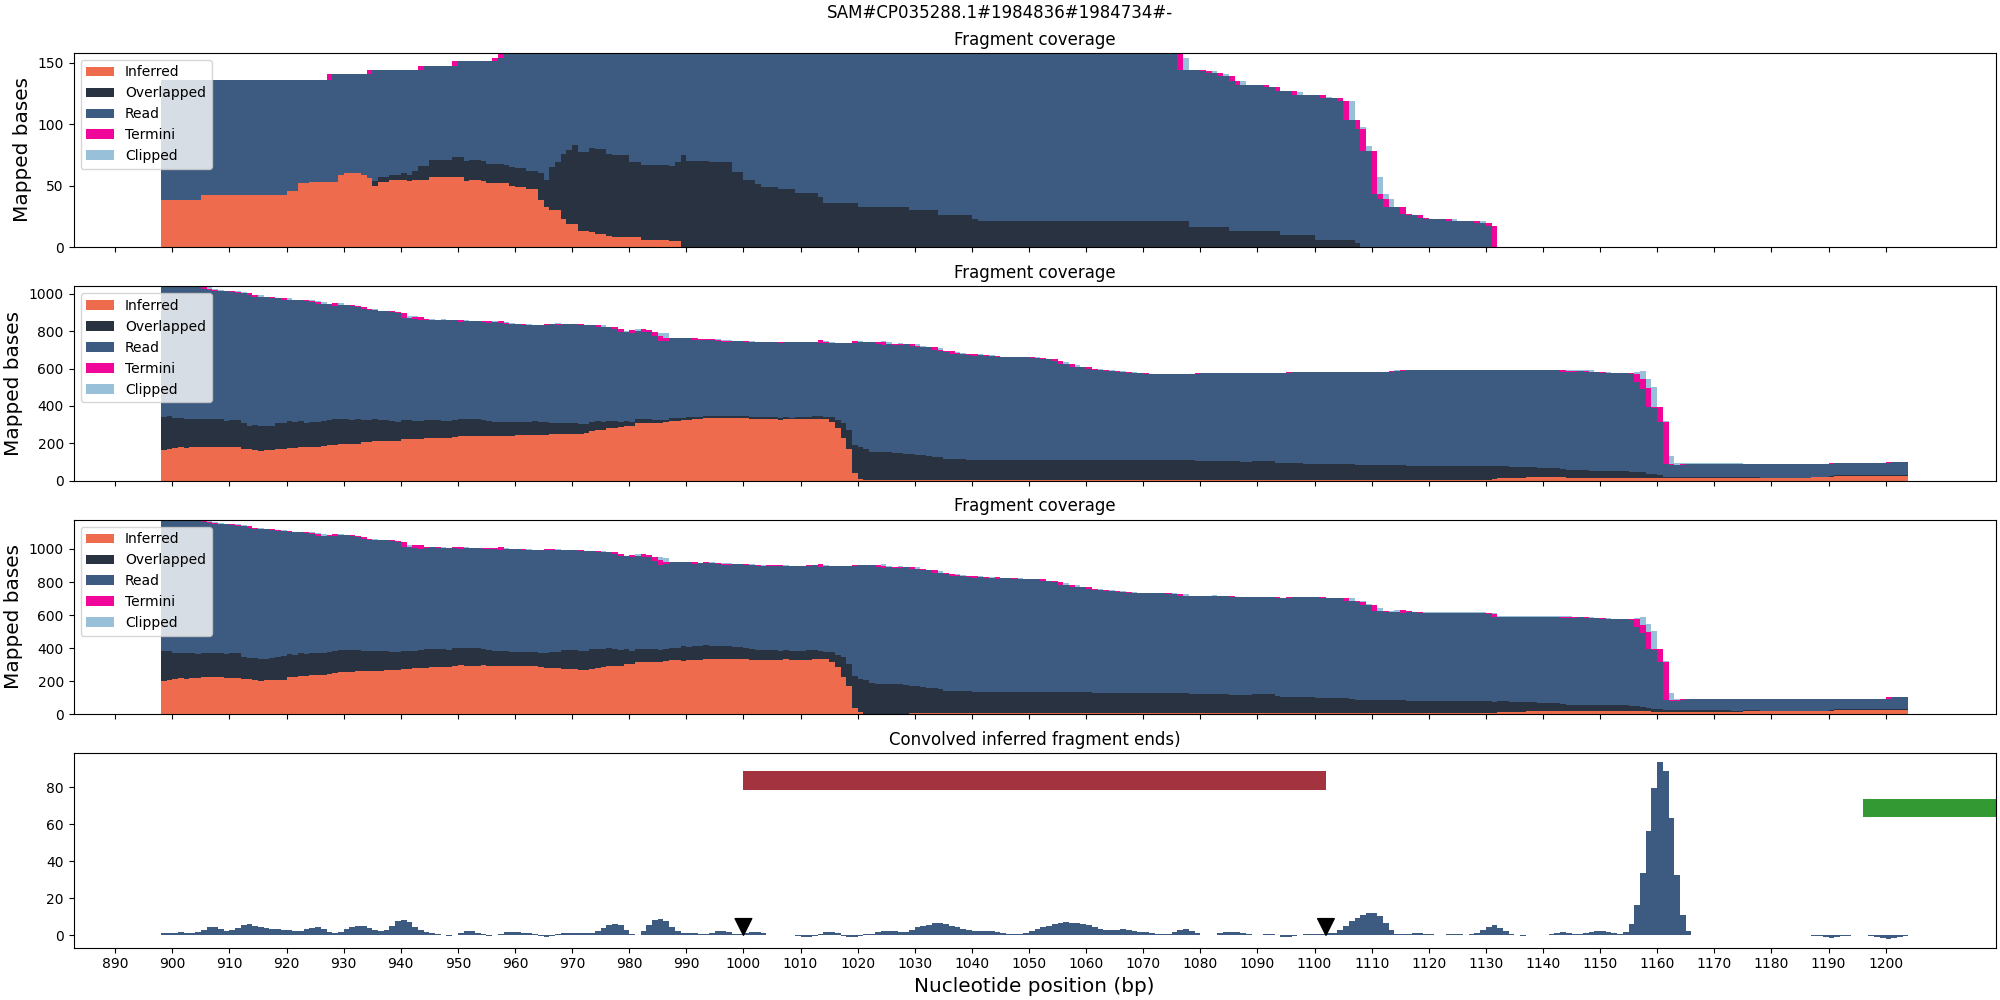 SAM#CP035288.1#1984836#1984734#-
Fragment coverage
150
100
50
0
Mapped bases
Inferred
Overlapped
Read
Termini
Clipped
Fragment coverage
1000
800
600
400
200
0
Mapped bases
Inferred
Overlapped
Read
Termini
Clipped
Fragment coverage
1000
800
600
400
200
0
Mapped bases
Inferred
Overlapped
Read
Termini
Clipped
Convolved inferred fragment ends)
80
60
40
20
0
890 900 910 920 930 940 950 960 970 980 990 1000 1010 1020 1030 1040 1050 1060 1070 1080 1090 1100 1110 1120 1130 1140 1150 1160 1170 1180 1190 1200
Nucleotide position (bp)